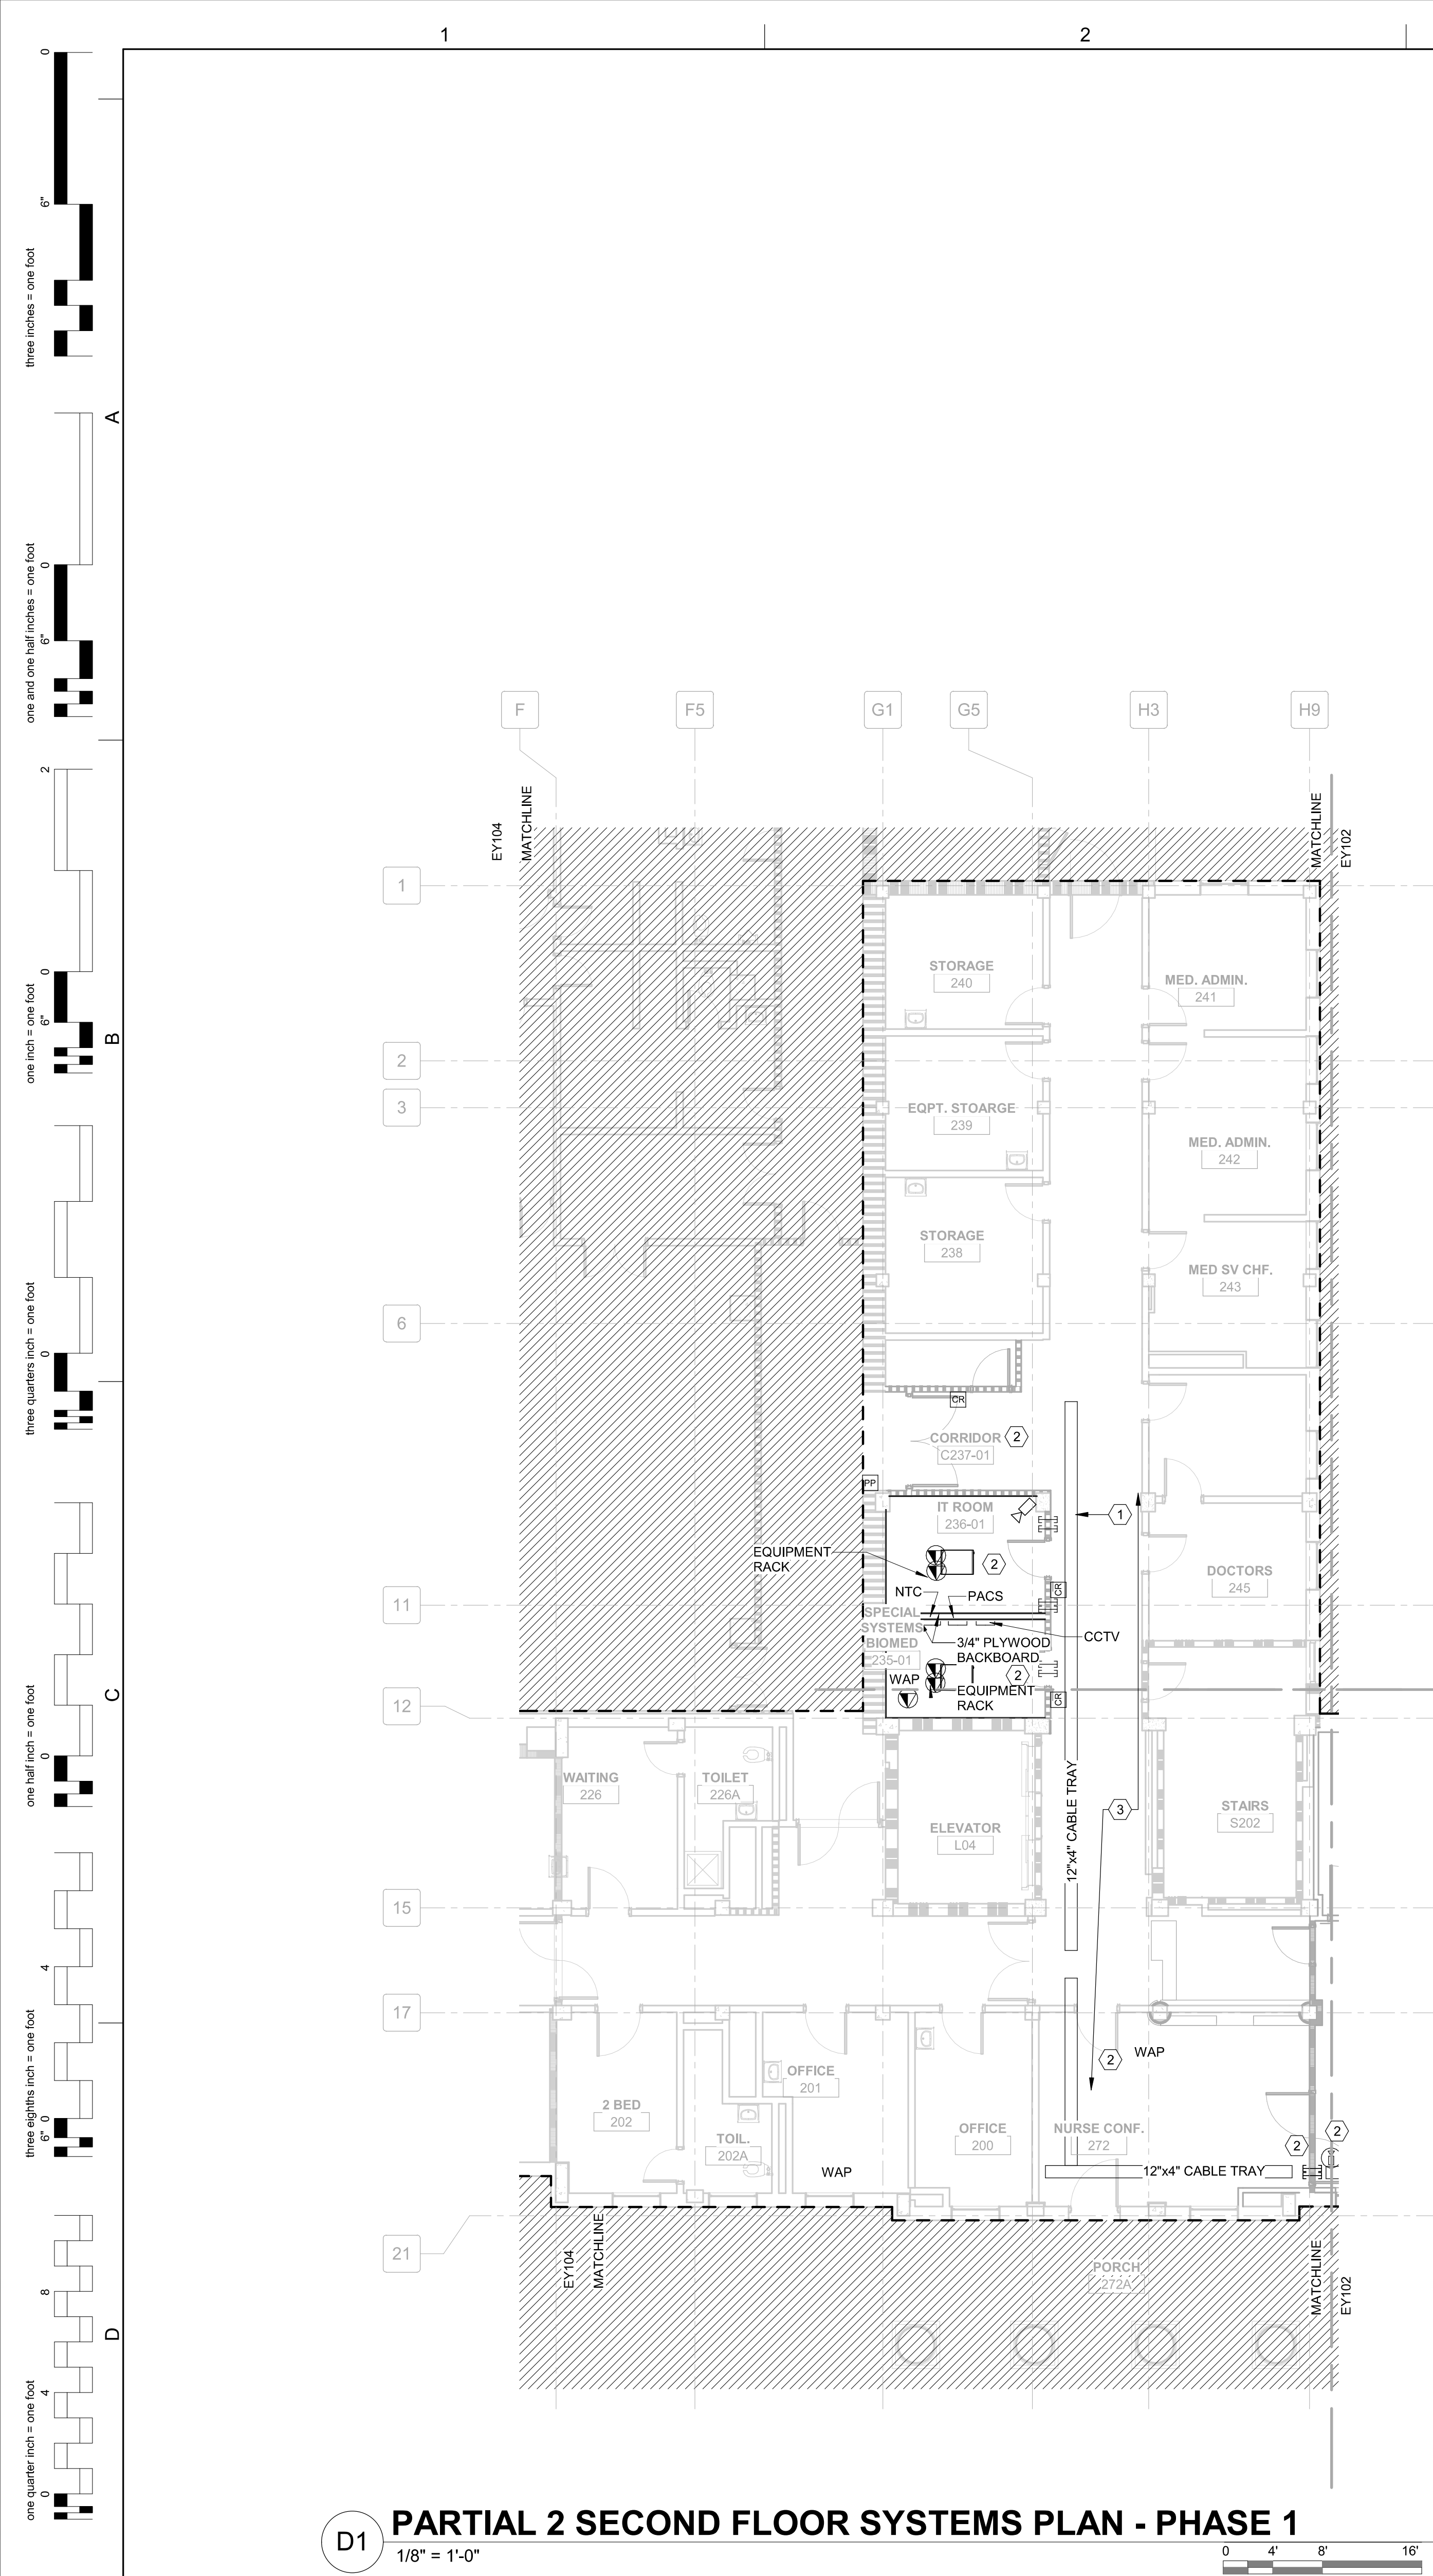 1
2
0
6"
three inches = one foot
A
0
6"
one and one half inches = one foot
2
0
6"
one inch = one foot
B
0
three quarters inch = one foot
0
one half inch = one foot
C
4
0
6"
three eighths inch = one foot
8
4
0
one quarter inch = one foot
D
F
F5
G1
G5
H3
H9
EY104
MATCHLINE
MATCHLINE
EY102
1
2
3
6
11
12
15
17
21
STORAGE
240
MED. ADMIN.
241
EQPT. STOARGE
239
MED. ADMIN.
242
STORAGE
238
MED SV CHF.
243
CR
CORRIDOR
C237-01
2
PP
IT ROOM
236-01
1
EQUIPMENT
RACK
2
DOCTORS
245
NTC
PACS
CR
SPECIAL
SYSTEMS
BIOMED
235-01
3/4" PLYWOOD
BACKBOARD
CCTV
2
WAP
EQUIPMENT
RACK
CR
WAITING
226
TOILET
226A
ELEVATOR
L04
12"x4" CABLE TRAY
3
STAIRS
S202
2
WAP
OFFICE
201
2 BED
202
TOIL.
202A
OFFICE
200
NURSE CONF.
272
2
2
WAP
12"x4" CABLE TRAY
EY104
MATCHLINE
PORCH
272A
MATCHLINE
EY102
D1
PARTIAL 2 SECOND FLOOR SYSTEMS PLAN - PHASE 1
1/8" = 1'-0"
0
4'
8'
16'